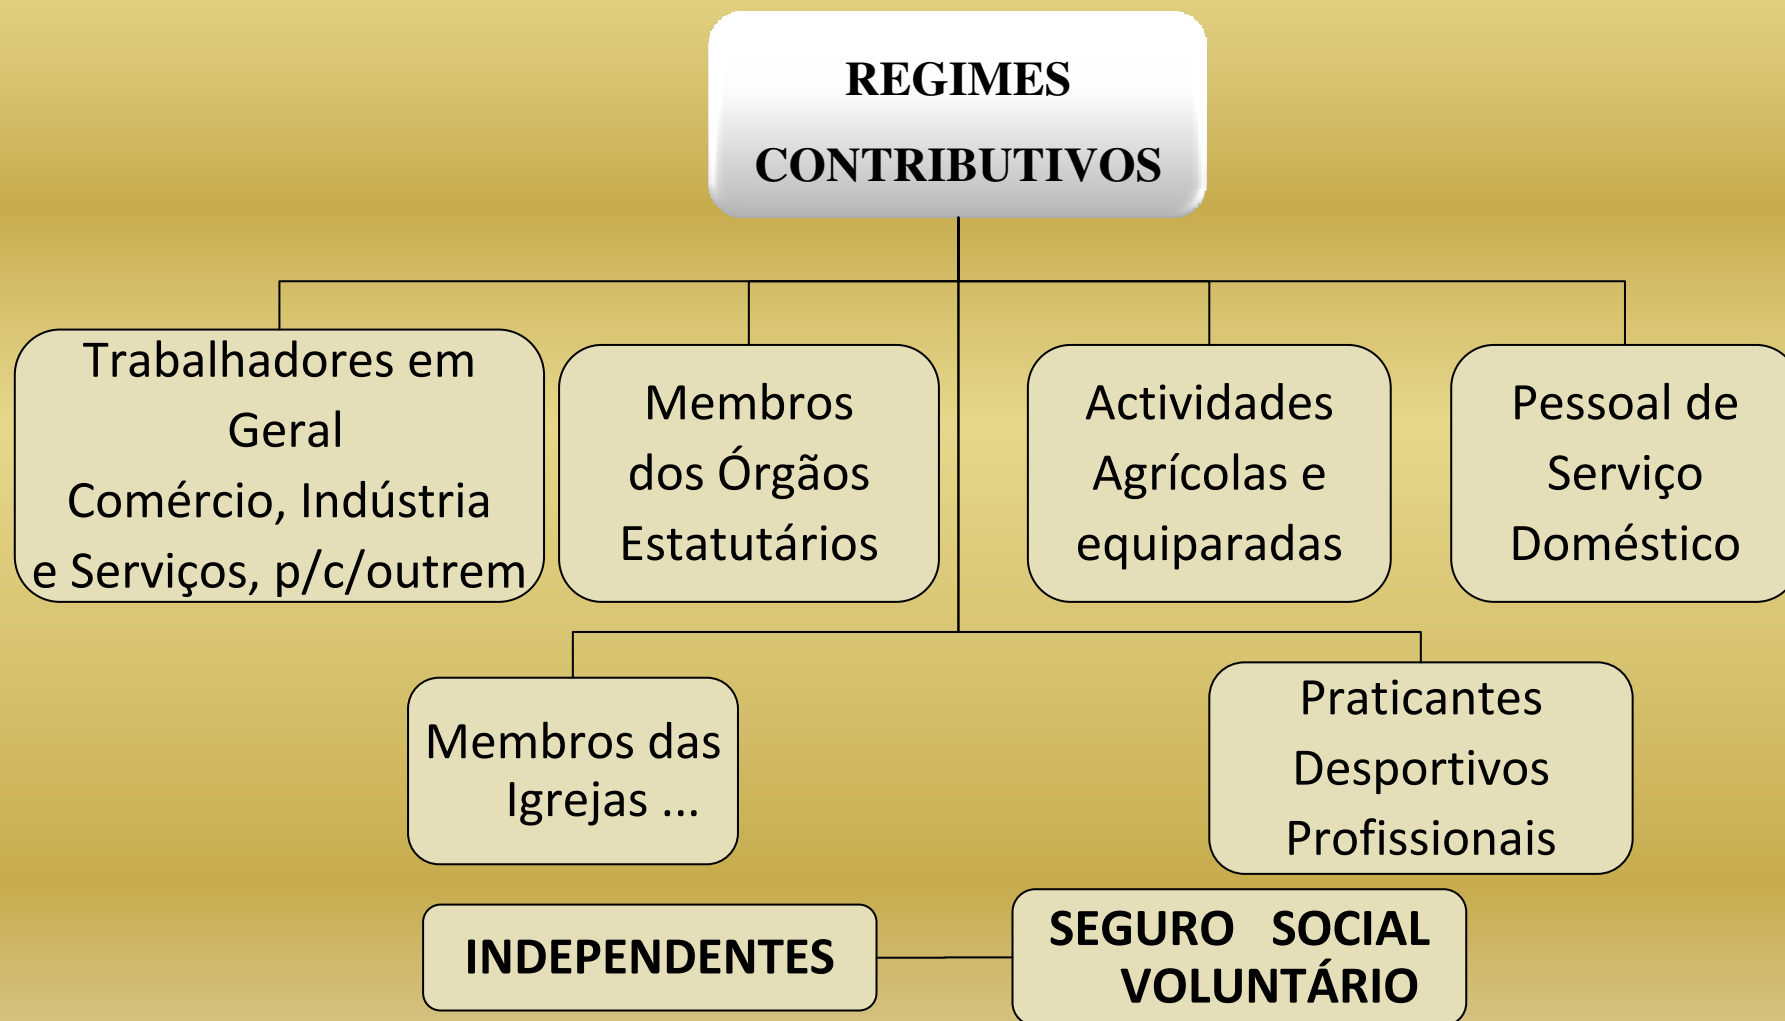 REGIMES
CONTRIBUTIVOS
Trabalhadores em
Geral
Comércio, Indústria
e Serviços, p/c/outrem
Membros
dos Órgãos
Estatutários
Actividades
Agrícolas e
equiparadas
Pessoal de
Serviço
Doméstico
Membros das
Igrejas ...
Praticantes
Desportivos
Profissionais
INDEPENDENTES
SEGURO SOCIAL
VOLUNTÁRIO